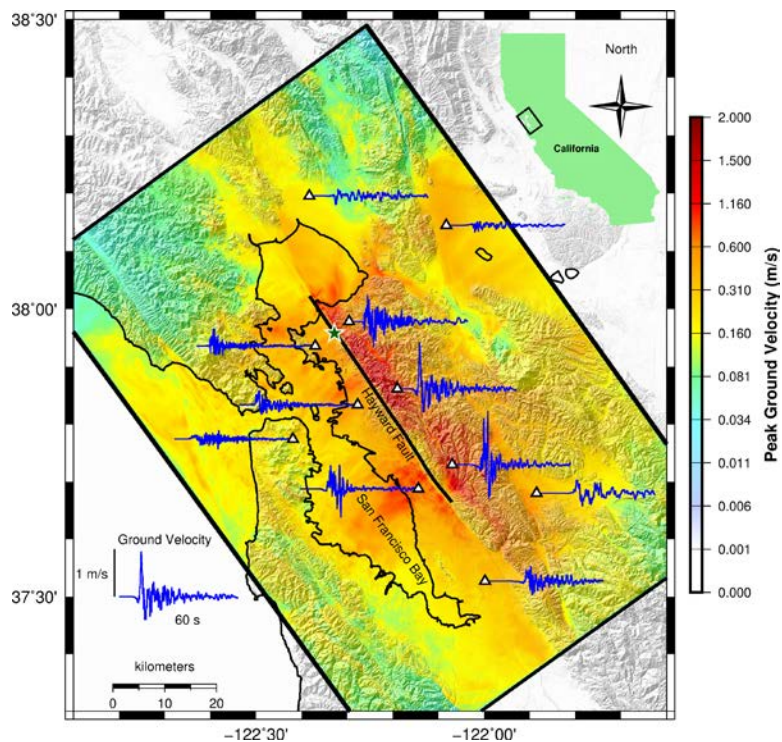 38°30'
North
California
2.000
1.500
1.160
0.600
0.310
0.160
0.081
0.034
0.011
0.006
0.001
0.000
Peak Ground Velocity (m/s)
38°00'
Hayward Fault
San Francisco Bay
37°30'
Ground Velocity
1 m/s
60 s
kilometers
0 10 20
−122°30'
−122°00'